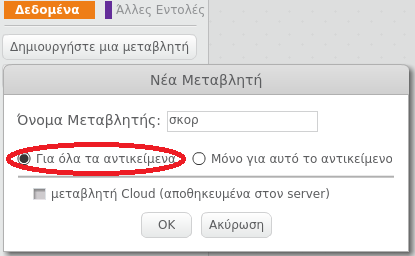 Δεδομένα Άλλες Εντολές
Δημιουργήστε μια μεταβλητή
Νέα Μεταβλητή
Όνομα Μεταβλητής: σκορ
Για όλα τα αντικείμενα Μόνο για αυτό το αντικείμενο
μεταβλητή Cloud (αποθηκευμένα στον server)
OK Ακύρωση